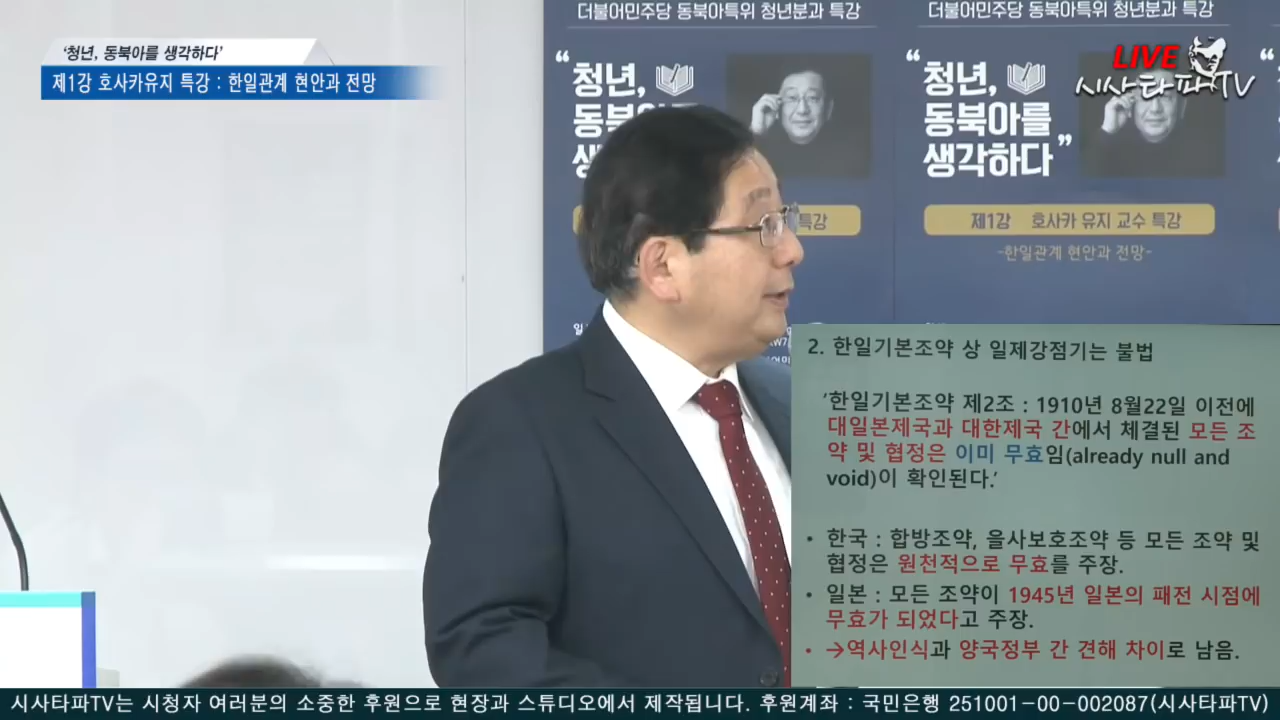 ‘청년, 동북아를 생각하다’
제1강 호사카유지 특강 : 한일관계 현안과 전망
더불어민주당 동북아특위 청년분과 특강
“청년,
동북아를
생
특강
더불어민주당 동북아특위 청년분과 특강
“청년,
동북아를
생각하다”
제1강 호사카 유지 교수 특강
-한일관계 현안과 전망-
LIVE
시사타파TV
2. 한일기본조약 상 일제강점기는 불법
‘한일기본조약 제2조 : 1910년 8월22일 이전에
대일본제국과 대한제국 간에서 체결된 모든 조
약 및 협정은 이미 무효임(already null and
void)이 확인된다.’
• 한국 : 합방조약, 을사보호조약 등 모든 조약 및
협정은 원천적으로 무효를 주장.
• 일본 : 모든 조약이 1945년 일본의 패전 시점에
무효가 되었다고 주장.
• →역사인식과 양국정부 간 견해 차이로 남음.
시사타파TV는 시청자 여러분의 소중한 후원으로 현장과 스튜디오에서 제작됩니다. 후원계좌 : 국민은행 251001-00-002087(시사타파TV)